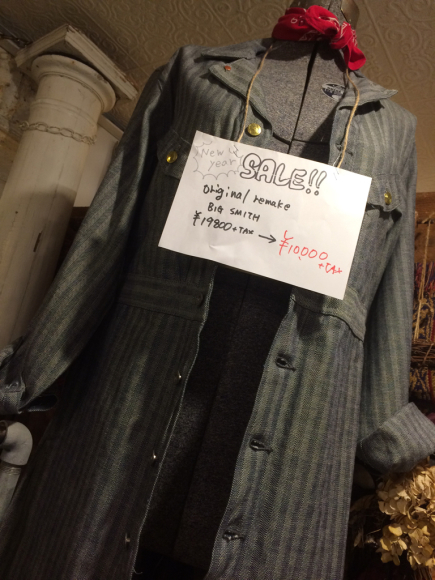 New
year
SALE!!
Original remake
BIG SMITH
¥19800+TAX → ¥10,000
+TAX